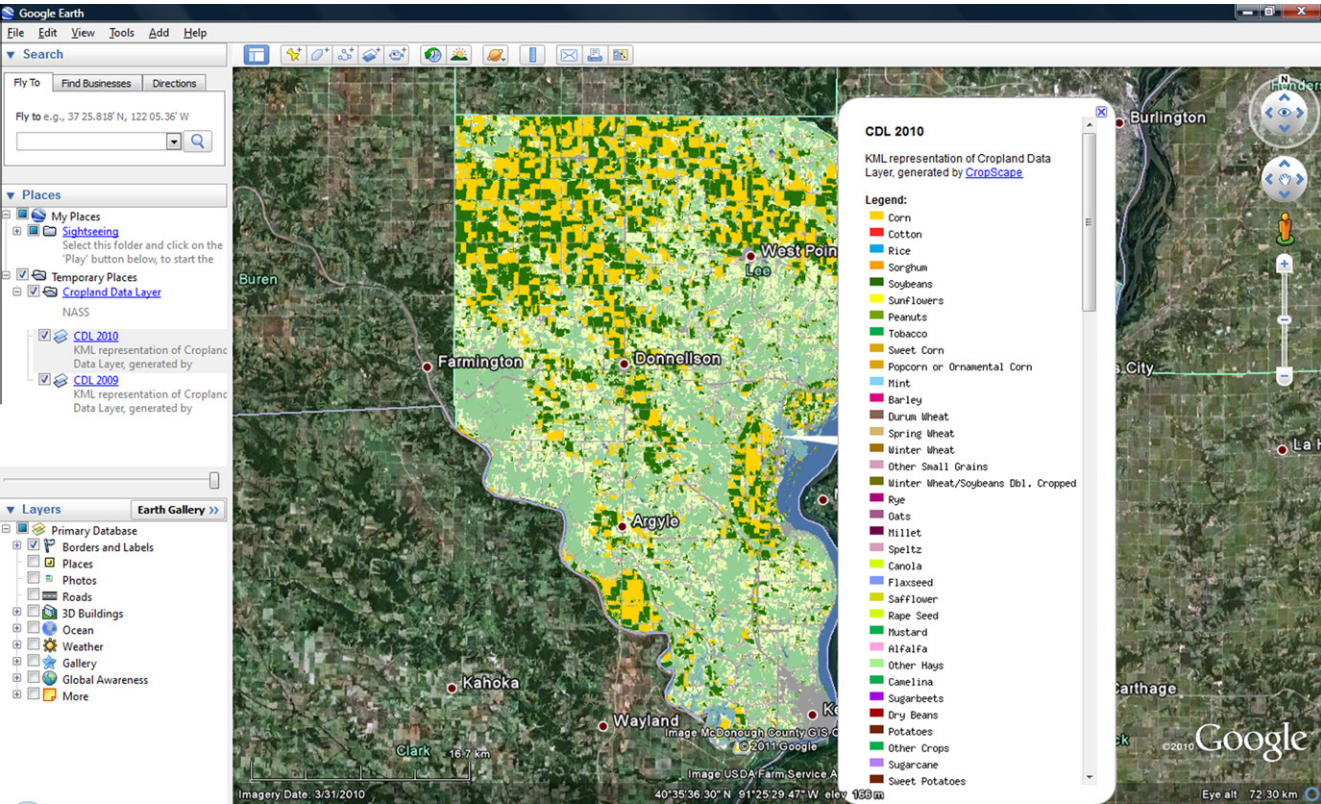 Google Earth
File Edit View Tools Add Help
Search
Fly To Find Businesses Directions
Fly to e.g., 37 25.818' N, 122 05.36' W
Places
My Places
Sightseeing
Select this folder and click on the
'Play' button below, to start the
Temporary Places
Cropland Data Layer
NASS
CDL 2010
KML representation of Cropland
Data Layer, generated by
CDL 2009
KML representation of Cropland
Data Layer, generated by
Layers
Earth Gallery >>
Primary Database
Borders and Labels
Places
Photos
Roads
3D Buildings
Ocean
Weather
Gallery
Global Awareness
More
Buren
Farmington
West Poin
Lee
Donnellson
Argyle
Kahoka
Wayland
Clark
16.7 km
Ke
Image McDonough County GIS C
© 2011 Google
Image USDA Farm Service A
Imagery Date: 3/31/2010
40°35'36.30" N 91°25'29.47" W elev 166 m
CDL 2010
KML representation of Cropland Data
Layer, generated by CropScape
Legend:
Corn
Cotton
Rice
Sorghum
Soybeans
Sunflowers
Peanuts
Tobacco
Sweet Corn
Popcorn or Ornamental Corn
Mint
Barley
Durum Wheat
Spring Wheat
Winter Wheat
Other Small Grains
Winter Wheat/Soybeans Dbl. Cropped
Rye
Oats
Millet
Speltz
Canola
Flaxseed
Safflower
Rape Seed
Mustard
Alfalfa
Other Hays
Camelina
Sugarbeets
Dry Beans
Potatoes
Other Crops
Sugarcane
Sweet Potatoes
N
Henders
Burlington
s City
La H
Carthage
ck
©2010 Google
Eye alt 72.30 km